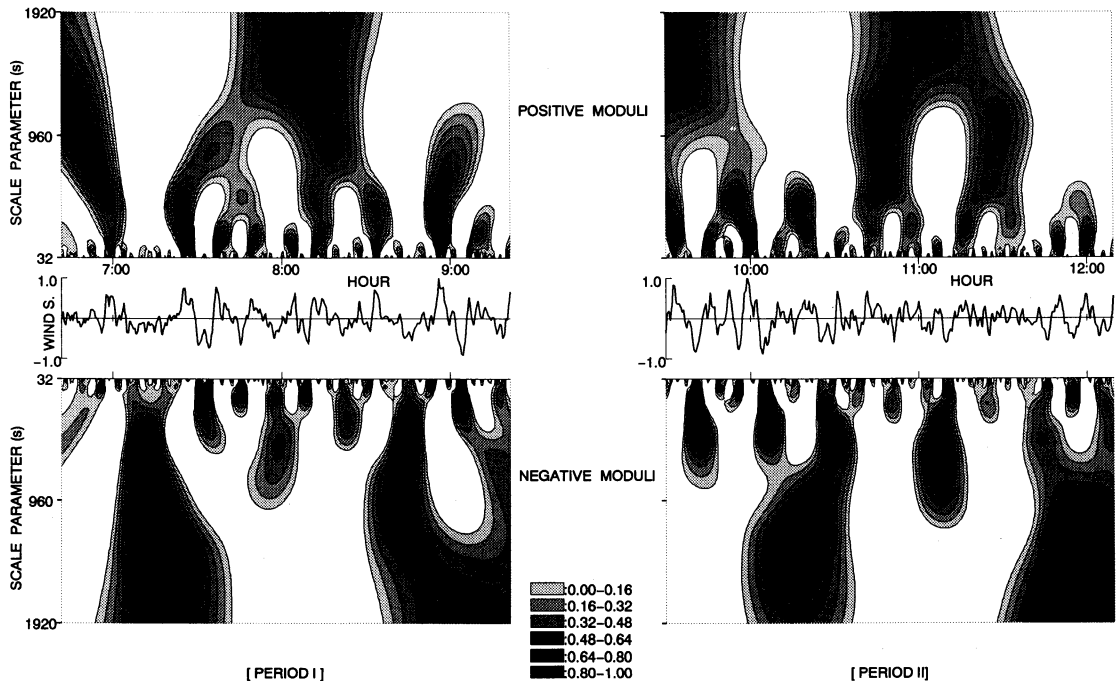 1920
960
32
SCALE PARAMETER (s)
7:00
8:00
9:00
HOUR
POSITIVE MODULI
10:00
11:00
12:00
HOUR
1.0
WIND S.
-1.0
1.0
-1.0
32
960
1920
SCALE PARAMETER (s)
NEGATIVE MODULI
:0.00-0.16
:0.16-0.32
:0.32-0.48
:0.48-0.64
:0.64-0.80
:0.80-1.00
[ PERIOD I ]
[ PERIOD II]